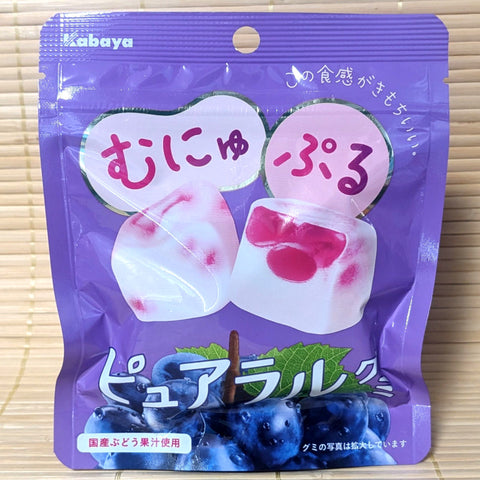 Kabaya
この食感がきもちいい。
むにゅ
ぷる
ピュアラルグミ
国産ぶどう果汁使用
グミの写真は拡大しています